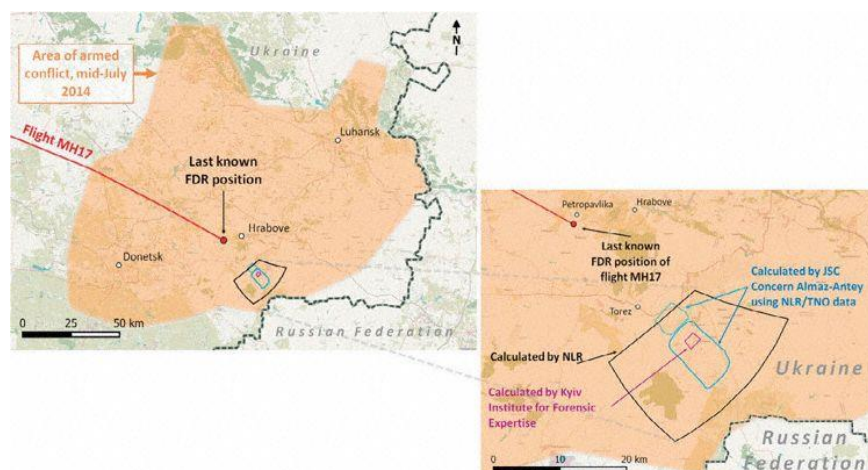 Ukraine
Area of armed
conflict, mid-July
2014
N
Flight MH17
Luhansk
Last known
FDR position
Hrabove
Donetsk
0 25 50 km
Russian Federation
Petropavlika
Hrabove
Last known
FDR position of
flight MH17
Calculated by JSC
Concern Almaz-Antey
using NLR/TNO data
Torez
Calculated by NLR
Ukraine
Calculated by Kyiv
Institute for Forensic
Expertise
Russian
Federation
0 10 20 km